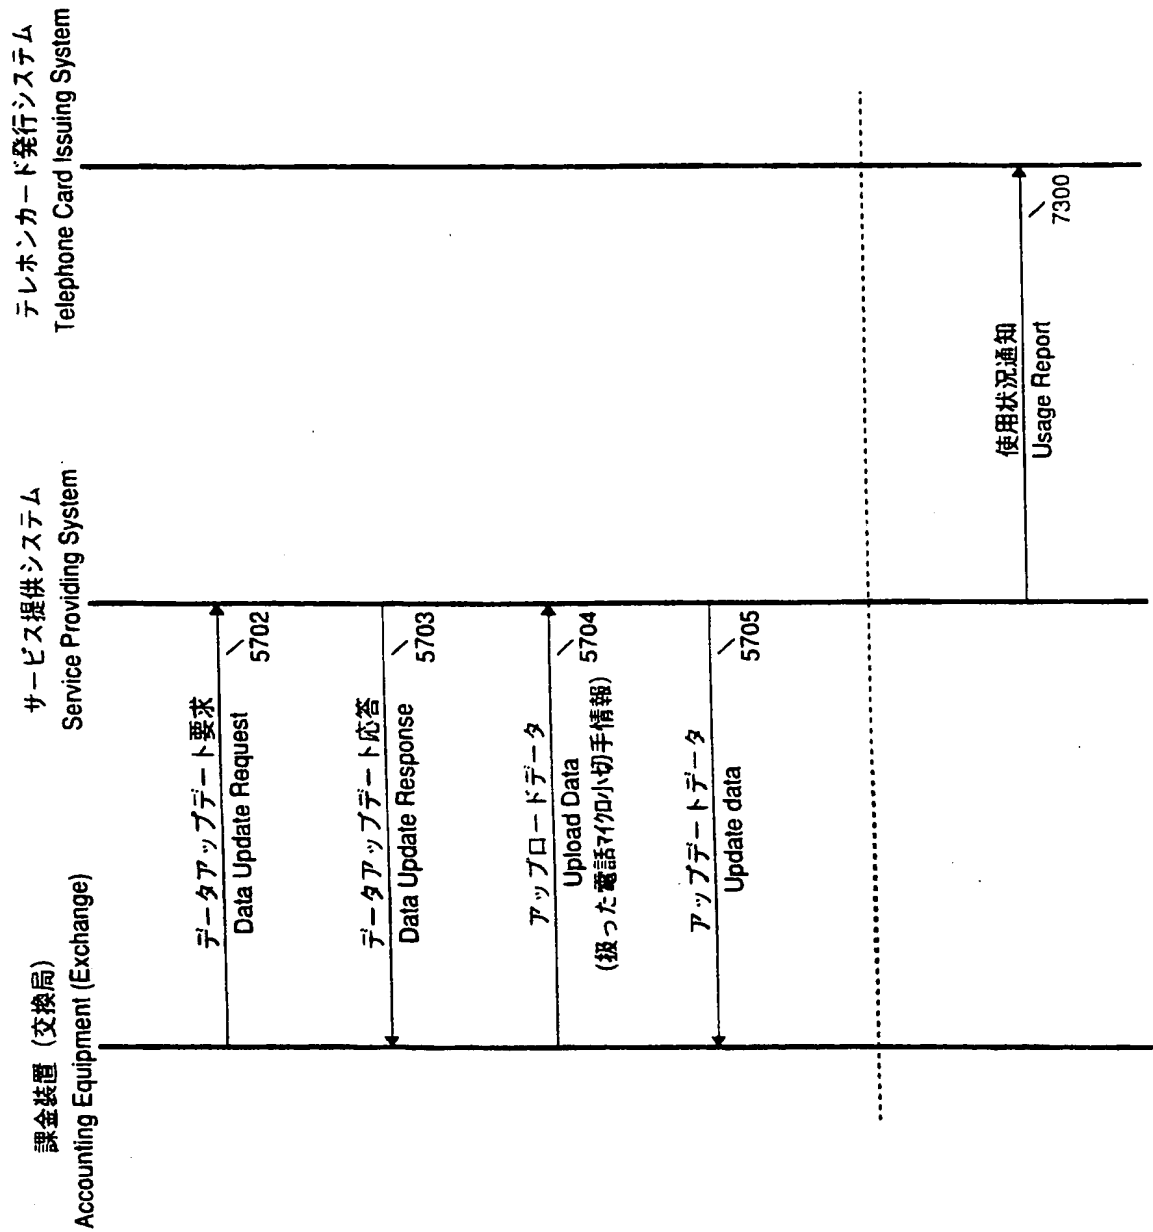 課金装置 (交換局)
Accounting Equipment (Exchange)
サービス提供システム
Service Providing System
テレホンカード発行システム
Telephone Card Issuing System
データアップデート要求
Data Update Request
5702
データアップデート応答
Data Update Response
5703
アップロードデータ
Upload Data
(扱った電話マイクロ小切手情報)
5704
アップデートデータ
Update data
5705
使用状況通知
Usage Report
7300